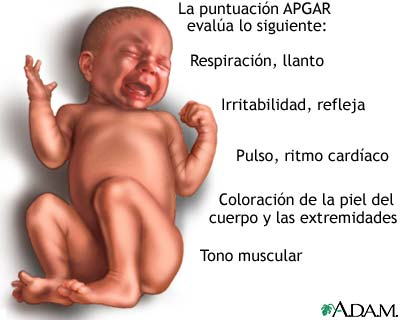 La puntuación APGAR
evalúa lo siguiente:
Respiración, llanto
Irritabilidad, refleja
Pulso, ritmo cardíaco
Coloración de la piel del
cuerpo y las extremidades
Tono muscular
A.D.A.M.